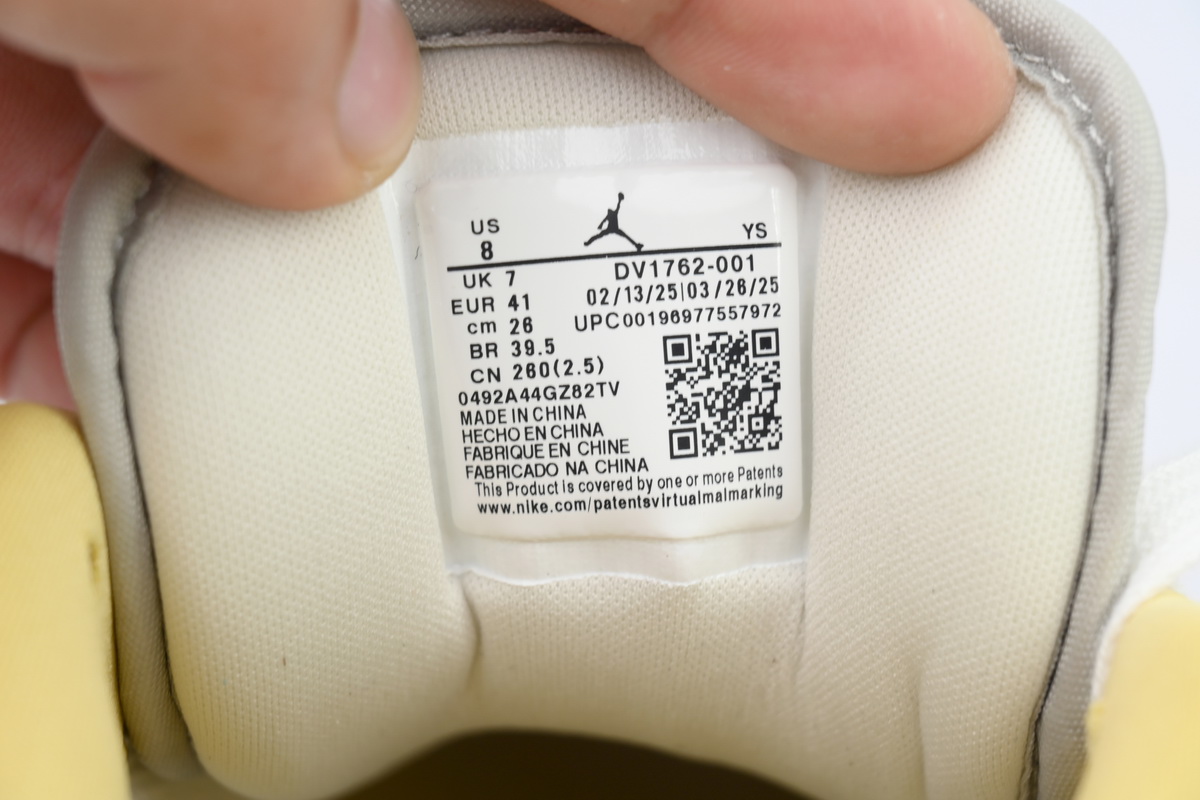 US YS
8
UK 7 DV1762-001
EUR 41 02/13/25|03/26/25
cm 26 UPC00196977557972
BR 39.5
CN 260(2.5)
0492A44GZ82TV
MADE IN CHINA
HECHO EN CHINA
FABRIQUE EN CHINE
FABRICADO NA CHINA
This Product is covered by one or more Patents
www.nike.com/patentsvirtualmalmarking